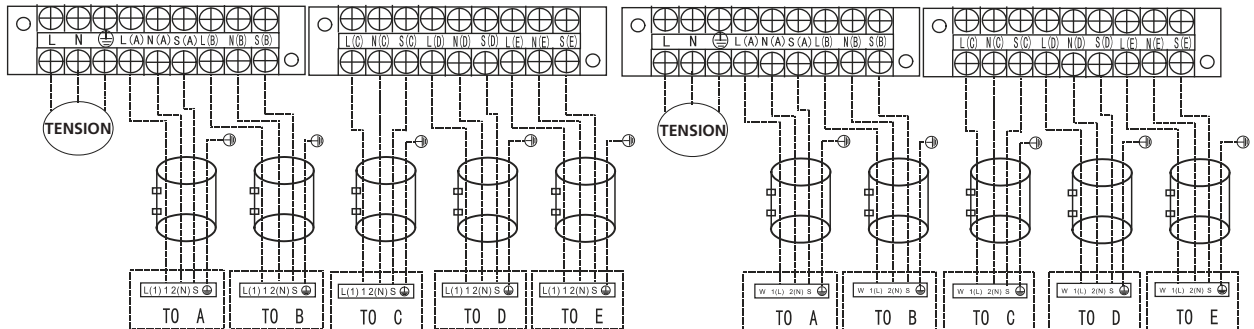 L N L(A) N(A) S(A) L(B) N(B) S(B)
L(C) N(C) S(C) L(D) N(D) S(D) L(E) N(E) S(E)
L N L(A) N(A) S(A) L(B) N(B) S(B)
L(C) N(C) S(C) L(D) N(D) S(D) L(E) N(E) S(E)
TENSION
TENSION
L(1) 1 2(N) S
L(1) 1 2(N) S
L(1) 1 2(N) S
L(1) 1 2(N) S
L(1) 1 2(N) S
W 1(L) 2(N) S
W 1(L) 2(N) S
W 1(L) 2(N) S
W 1(L) 2(N) S
W 1(L) 2(N) S
TO A
TO B
TO C
TO D
TO E
TO A
TO B
TO C
TO D
TO E